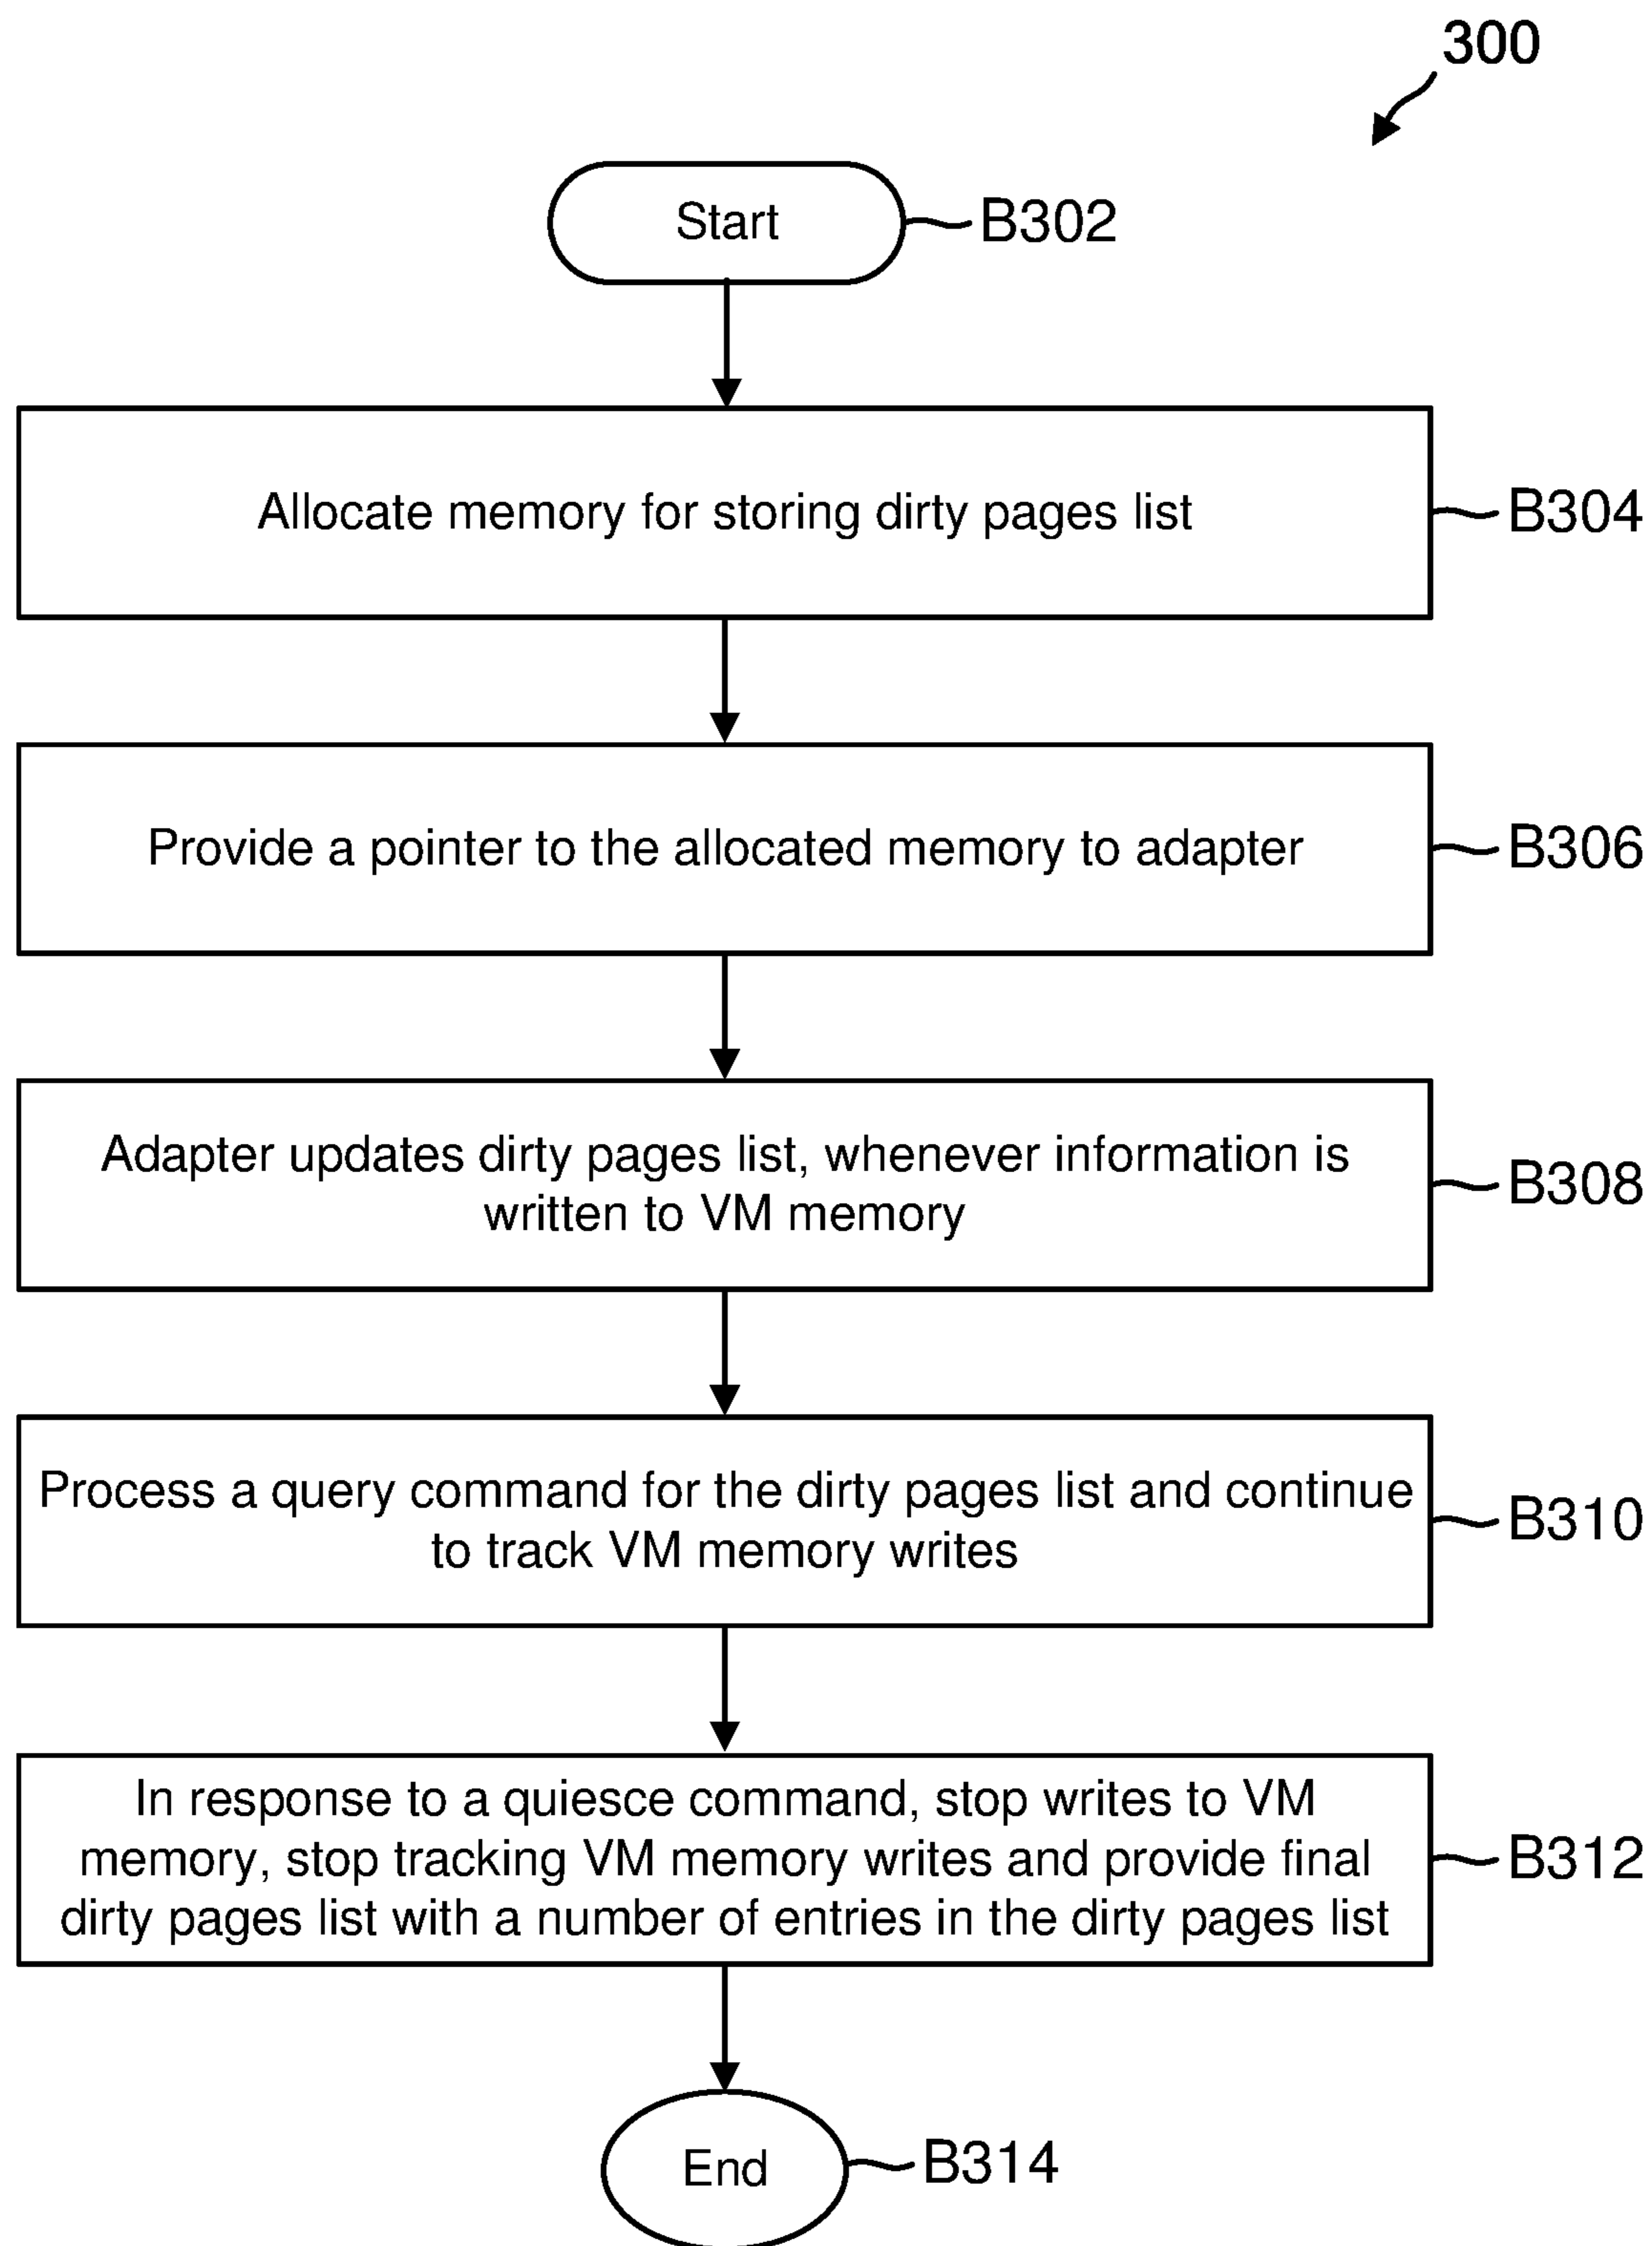 300
Start
B302
Allocate memory for storing dirty pages list
B304
Provide a pointer to the allocated memory to adapter
B306
Adapter updates dirty pages list, whenever information is
written to VM memory
B308
Process a query command for the dirty pages list and continue
to track VM memory writes
B310
In response to a quiesce command, stop writes to VM
memory, stop tracking VM memory writes and provide final
dirty pages list with a number of entries in the dirty pages list
B312
End
B314